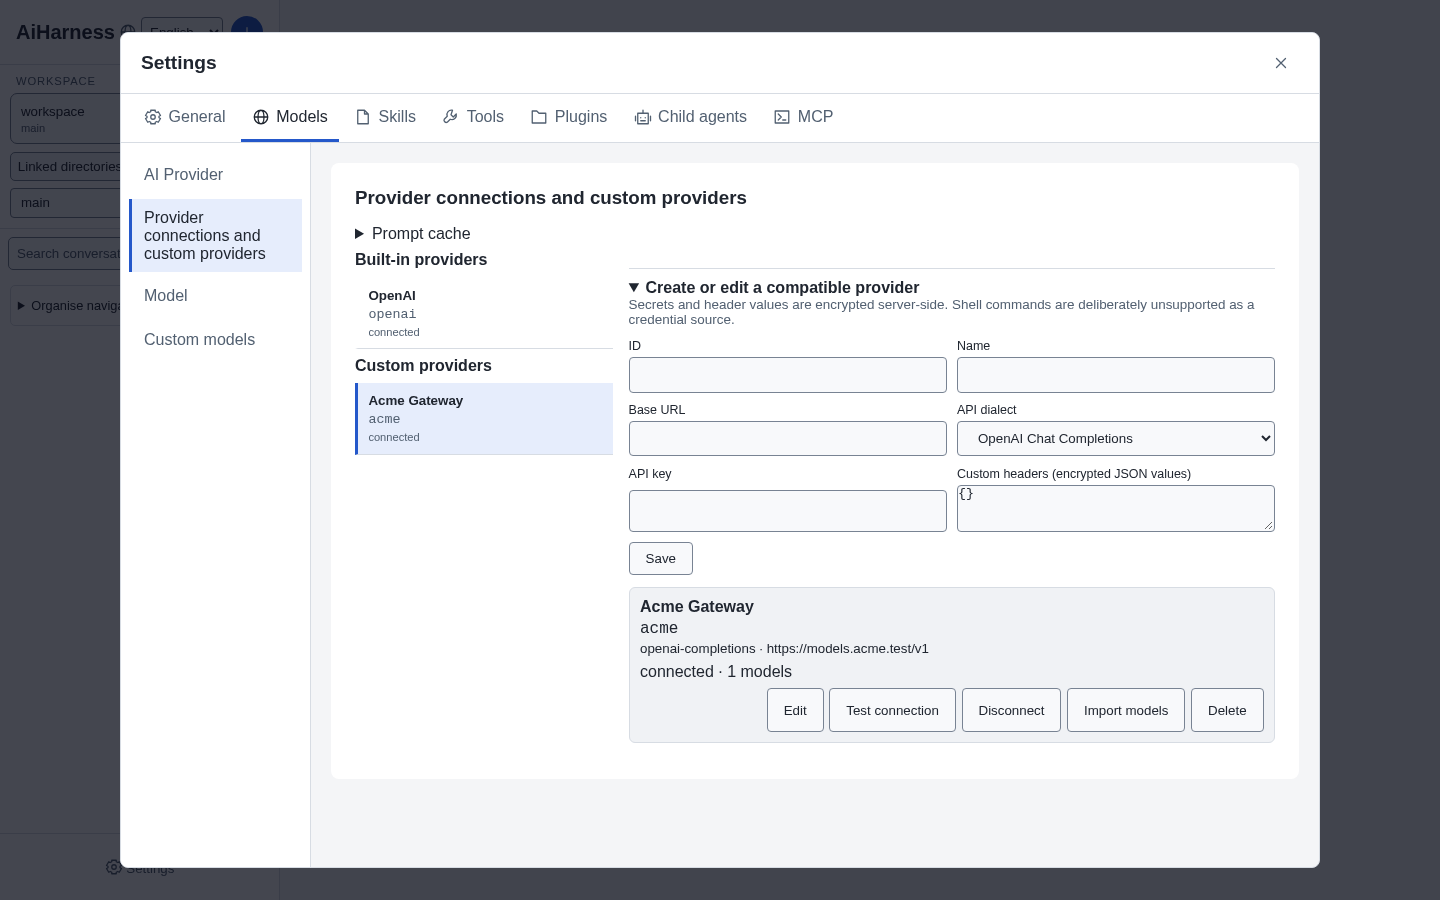 AiHarness
English
WORKSPACE
workspace
main
Linked directories
main
Search conversat
Organise naviga
Settings
Settings
General
Models
Skills
Tools
Plugins
Child agents
MCP
AI Provider
Provider
connections and
custom providers
Model
Custom models
Provider connections and custom providers
Prompt cache
Built-in providers
OpenAI
openai
connected
Custom providers
Acme Gateway
acme
connected
Create or edit a compatible provider
Secrets and header values are encrypted server-side. Shell commands are deliberately unsupported as a
credential source.
ID
Name
Base URL
API dialect
OpenAI Chat Completions
API key
Custom headers (encrypted JSON values)
{}
Save
Acme Gateway
acme
openai-completions · https://models.acme.test/v1
connected · 1 models
Edit
Test connection
Disconnect
Import models
Delete